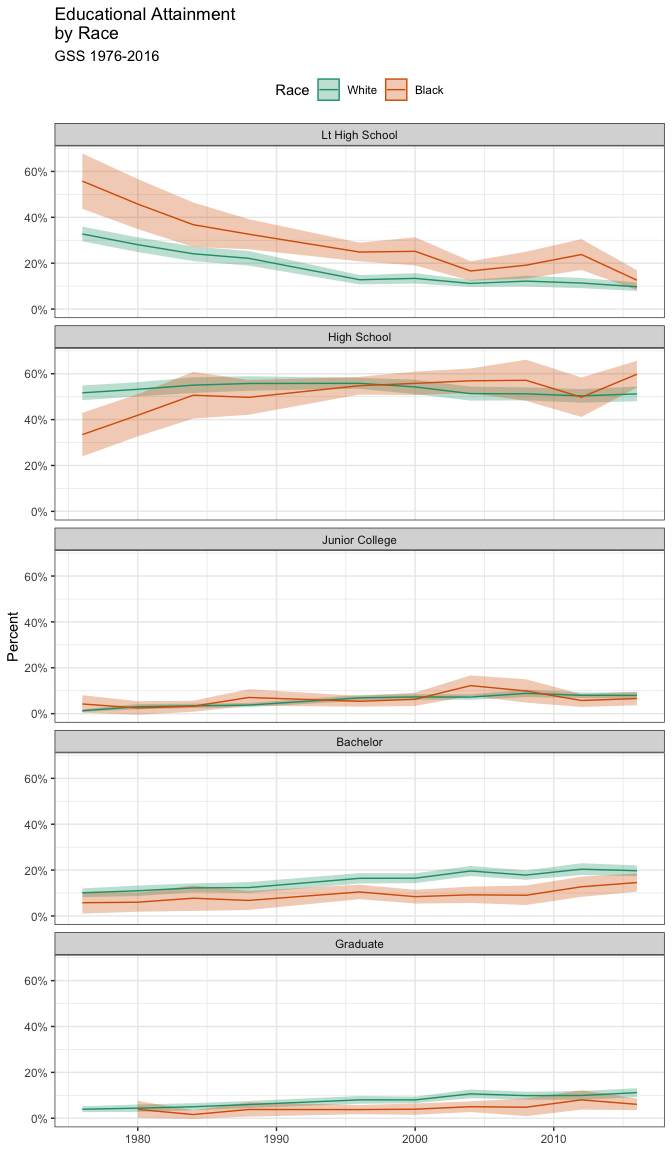 Educational Attainment
by Race
GSS 1976-2016
Race White Black
Lt High School
60%
40%
20%
0%
High School
60%
40%
20%
0%
Junior College
60%
40%
20%
0%
Percent
Bachelor
60%
40%
20%
0%
Graduate
60%
40%
20%
0%
1980 1990 2000 2010